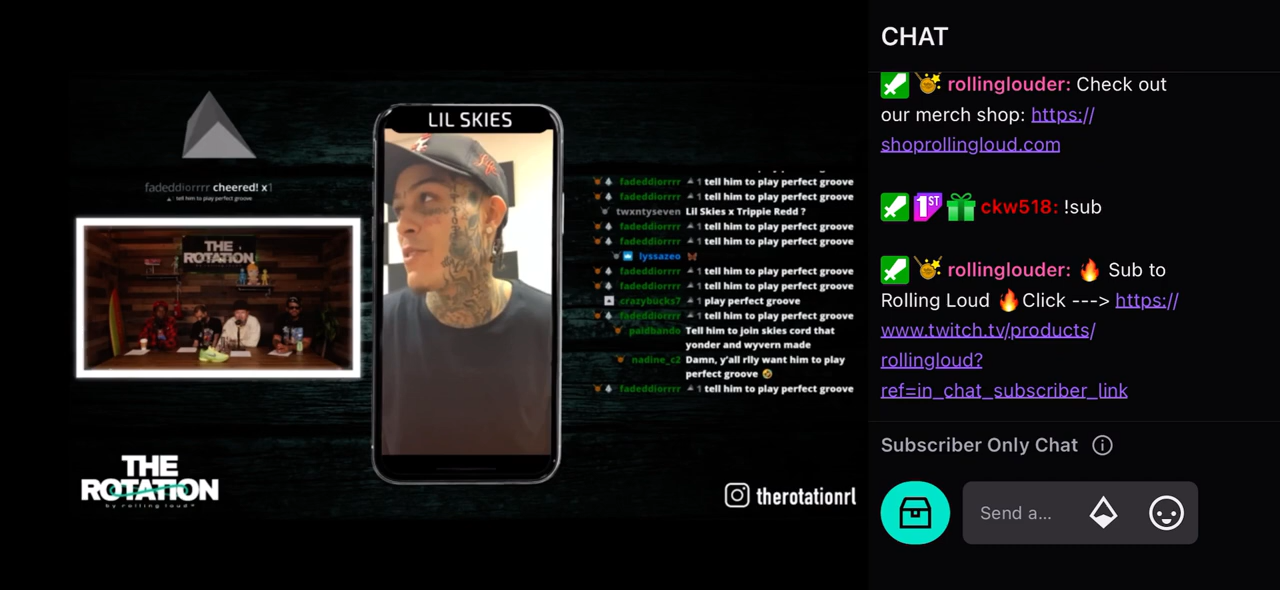 fadeddiorrrr cheered! x1
1 tell him to play perfect groove
THE
ROTATION
LIL SKIES
fadeddiorrrr 1 tell him to play perfect groove
fadeddiorrrr 1 tell him to play perfect groove
twxntyseven Lil Skies x Trippie Redd ?
fadeddiorrrr 1 tell him to play perfect groove
fadeddiorrrr 1 tell him to play perfect groove
lyssazeo
fadeddiorrrr 1 tell him to play perfect groove
fadeddiorrrr 1 tell him to play perfect groove
crazybucks7 1 play perfect groove
fadeddiorrrr 1 tell him to play perfect groove
paidbando Tell him to join skies cord that
yonder and wyvern made
nadine_c2 Damn, y'all rlly want him to play
perfect groove 🤣
fadeddiorrrr 1 tell him to play perfect groove
THE
ROTATION
by rolling loud
therotationrl
CHAT
rollinglouder: Check out
our merch shop: https://
shoprollingloud.com
1ST ckw518: !sub
rollinglouder: 🔥 Sub to
Rolling Loud 🔥Click ---> https://
www.twitch.tv/products/
rollingloud?
ref=in_chat_subscriber_link
Subscriber Only Chat
Send a...